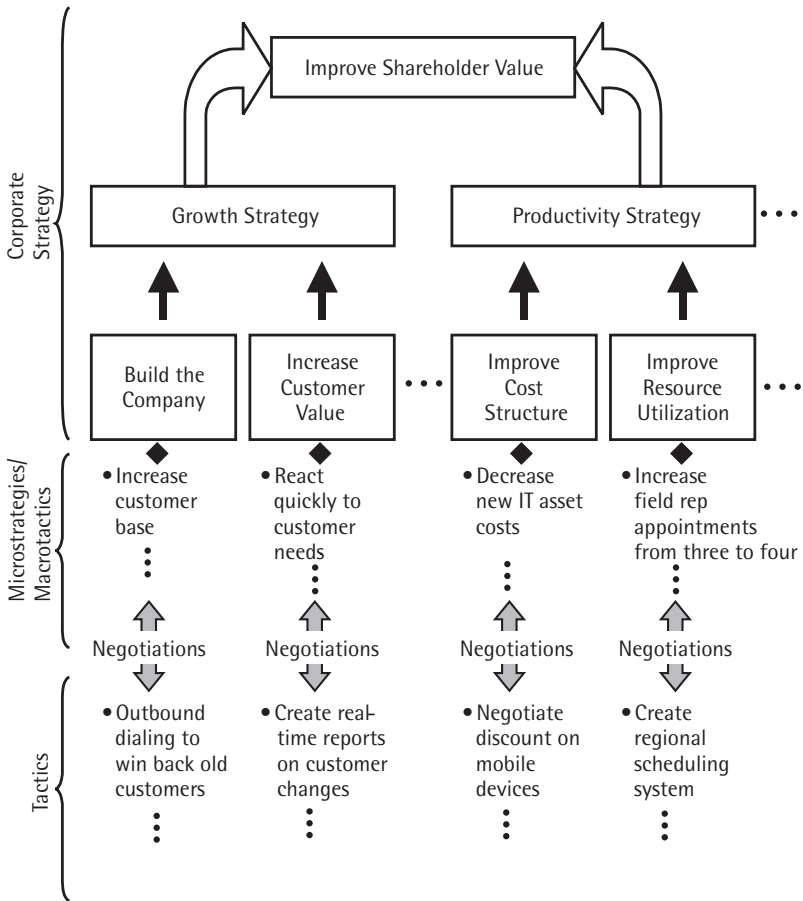 Corporate
Strategy
Improve Shareholder Value
Growth Strategy
Productivity Strategy
Build the
Company
Increase
Customer
Value
Improve
Cost
Structure
Improve
Resource
Utilization
Microstrategies/
Macrotactics
• Increase
customer
base
• React
quickly to
customer
needs
• Decrease
new IT asset
costs
• Increase
field rep
appointments
from three to four
Negotiations
Negotiations
Negotiations
Negotiations
Tactics
• Outbound
dialing to
win back old
customers
• Create real-
time reports
on customer
changes
• Negotiate
discount on
mobile
devices
• Create
regional
scheduling
system